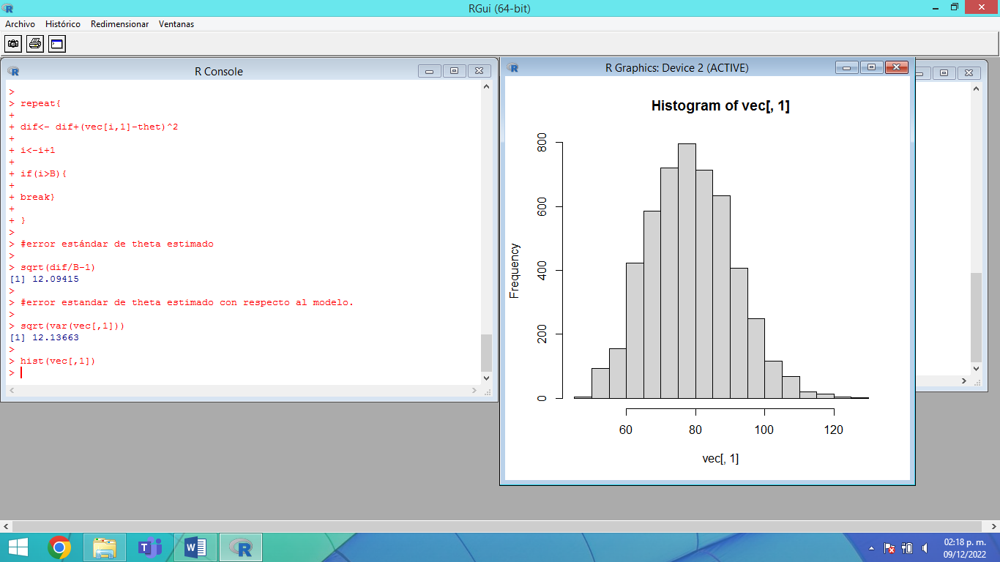 RGui (64-bit)
Archivo Histórico Redimensionar Ventanas
R Console
>
> repeat{
+
+ dif<- dif+(vec[i,1]-thet)^2
+
+ i<-i+1
+
+ if(i>B){
+
+ break}
+
+ }
>
> #error estándar de theta estimado
>
> sqrt(dif/B-1)
[1] 12.09415
>
> #error estandar de theta estimado con respecto al modelo.
>
> sqrt(var(vec[,1]))
[1] 12.13663
>
> hist(vec[,1])
>
R Graphics: Device 2 (ACTIVE)
Histogram of vec[, 1]
Frequency
800
600
400
200
0
60 80 100 120
vec[, 1]
02:18 p. m.
09/12/2022